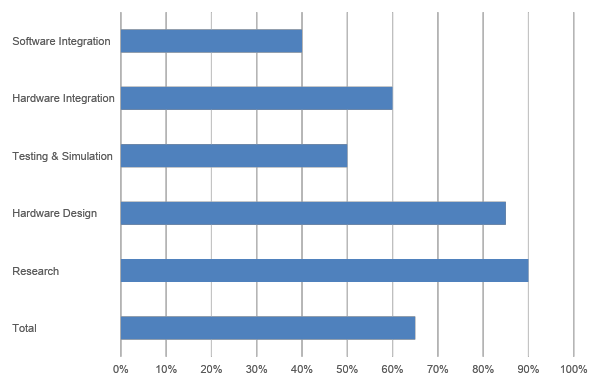 Software Integration
Hardware Integration
Testing & Simulation
Hardware Design
Research
Total
0% 10% 20% 30% 40% 50% 60% 70% 80% 90% 100%